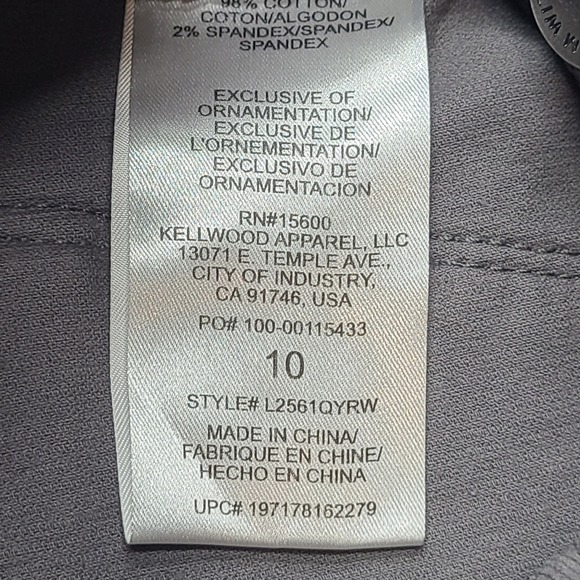 98% COTTON/
COTON/ALGODON
2% SPANDEX/SPANDEX/
SPANDEX
EXCLUSIVE OF
ORNAMENTATION/
EXCLUSIVE DE
L'ORNEMENTATION/
EXCLUSIVO DE
ORNAMENTACION
RN#15600
KELLWOOD APPAREL, LLC
13071 E. TEMPLE AVE.,
CITY OF INDUSTRY,
CA 91746, USA
PO# 100-00115433
10
STYLE# L2561QYRW
MADE IN CHINA/
FABRIQUE EN CHINE/
HECHO EN CHINA
UPC# 197178162279